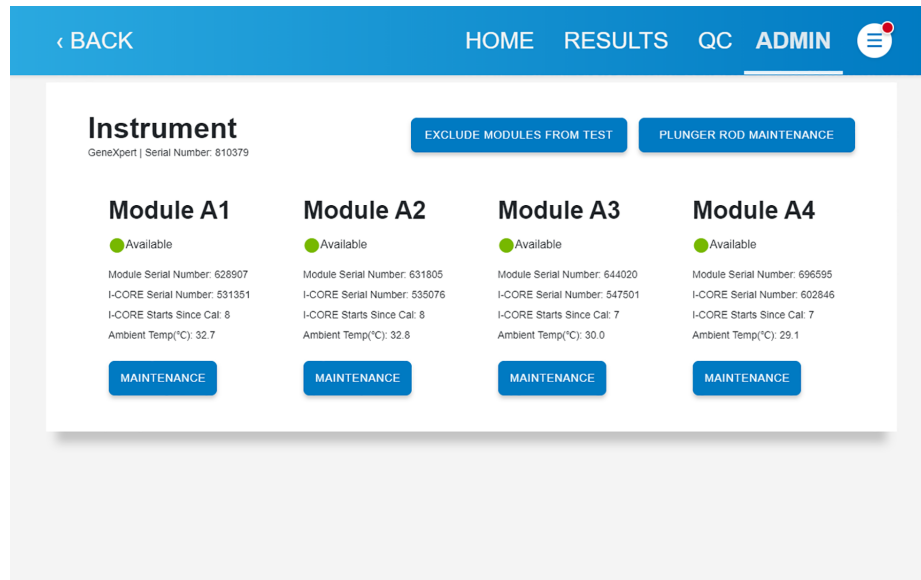 ‹ BACK HOME RESULTS QC ADMIN
Instrument
GeneXpert | Serial Number: 810379
EXCLUDE MODULES FROM TEST
PLUNGER ROD MAINTENANCE
Module A1
Available
Module Serial Number: 628907
I-CORE Serial Number: 531351
I-CORE Starts Since Cal: 8
Ambient Temp(°C): 32.7
MAINTENANCE
Module A2
Available
Module Serial Number: 631805
I-CORE Serial Number: 535076
I-CORE Starts Since Cal: 8
Ambient Temp(°C): 32.8
MAINTENANCE
Module A3
Available
Module Serial Number: 644020
I-CORE Serial Number: 547501
I-CORE Starts Since Cal: 7
Ambient Temp(°C): 30.0
MAINTENANCE
Module A4
Available
Module Serial Number: 696595
I-CORE Serial Number: 602846
I-CORE Starts Since Cal: 7
Ambient Temp(°C): 29.1
MAINTENANCE